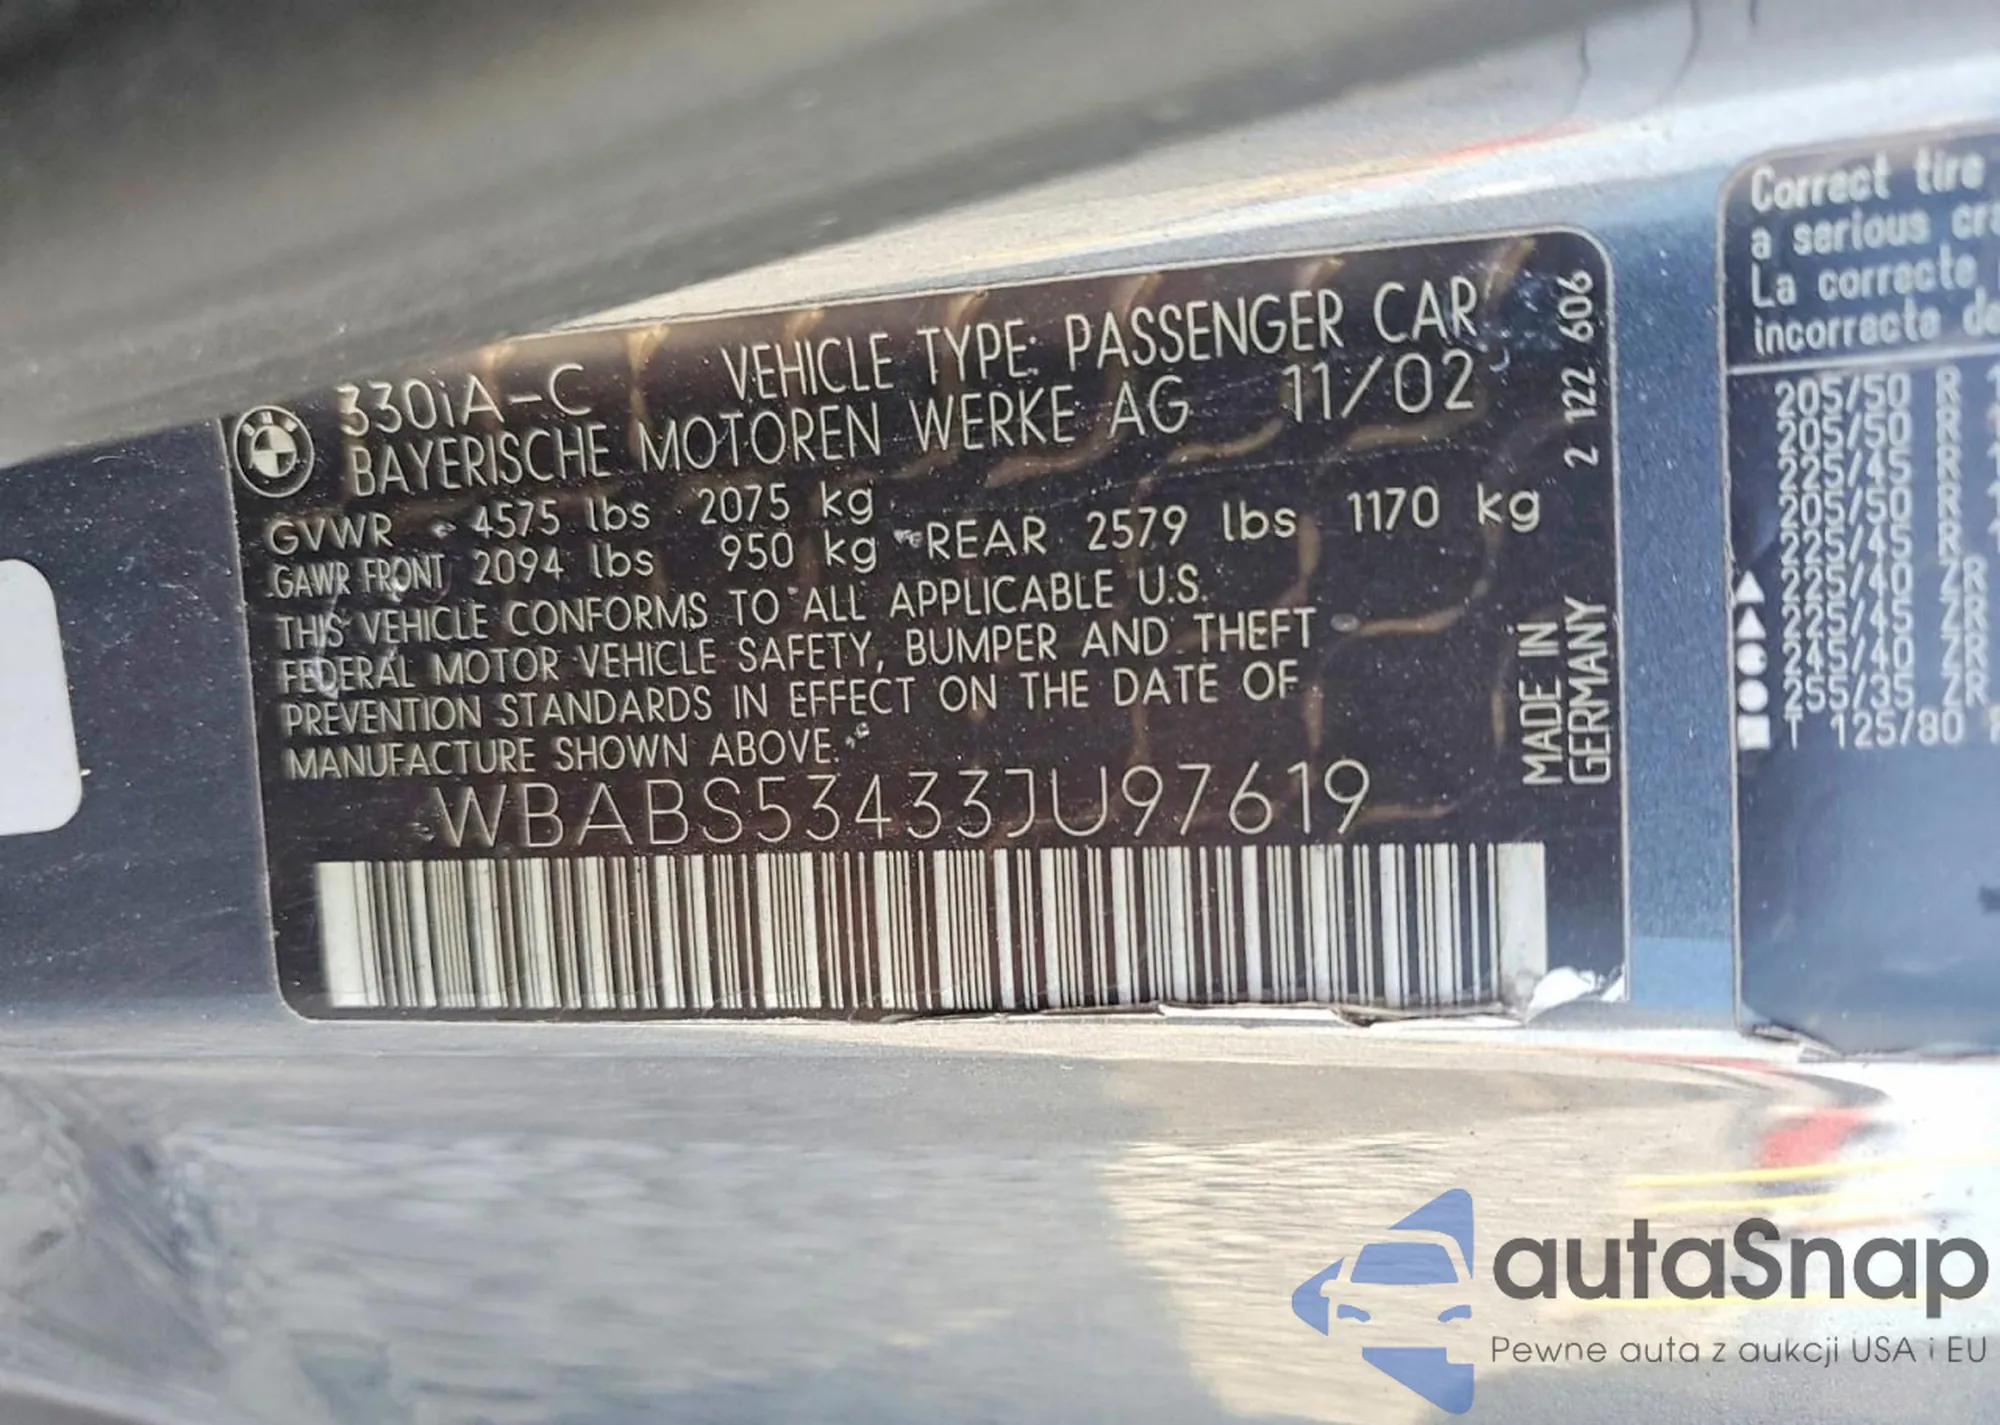 330iA-C VEHICLE TYPE: PASSENGER CAR
BAYERISCHE MOTOREN WERKE AG 11/02
GVWR 4575 lbs 2075 kg
GAWR FRONT 2094 lbs 950 kg REAR 2579 lbs 1170 kg
THIS VEHICLE CONFORMS TO ALL APPLICABLE U.S.
FEDERAL MOTOR VEHICLE SAFETY, BUMPER AND THEFT
PREVENTION STANDARDS IN EFFECT ON THE DATE OF
MANUFACTURE SHOWN ABOVE.
WBABS53433JU97619
2 122 606
MADE IN
GERMANY
Correct tire
a serious
La correcte
incorrecte
205/50 R
205/50 R
225/45 R
205/50 R
225/45 R
225/40 ZR
225/45 ZR
245/40 ZR
255/35 ZR
T 125/80
autaSnap
Pewne auta z aukcji USA i EU